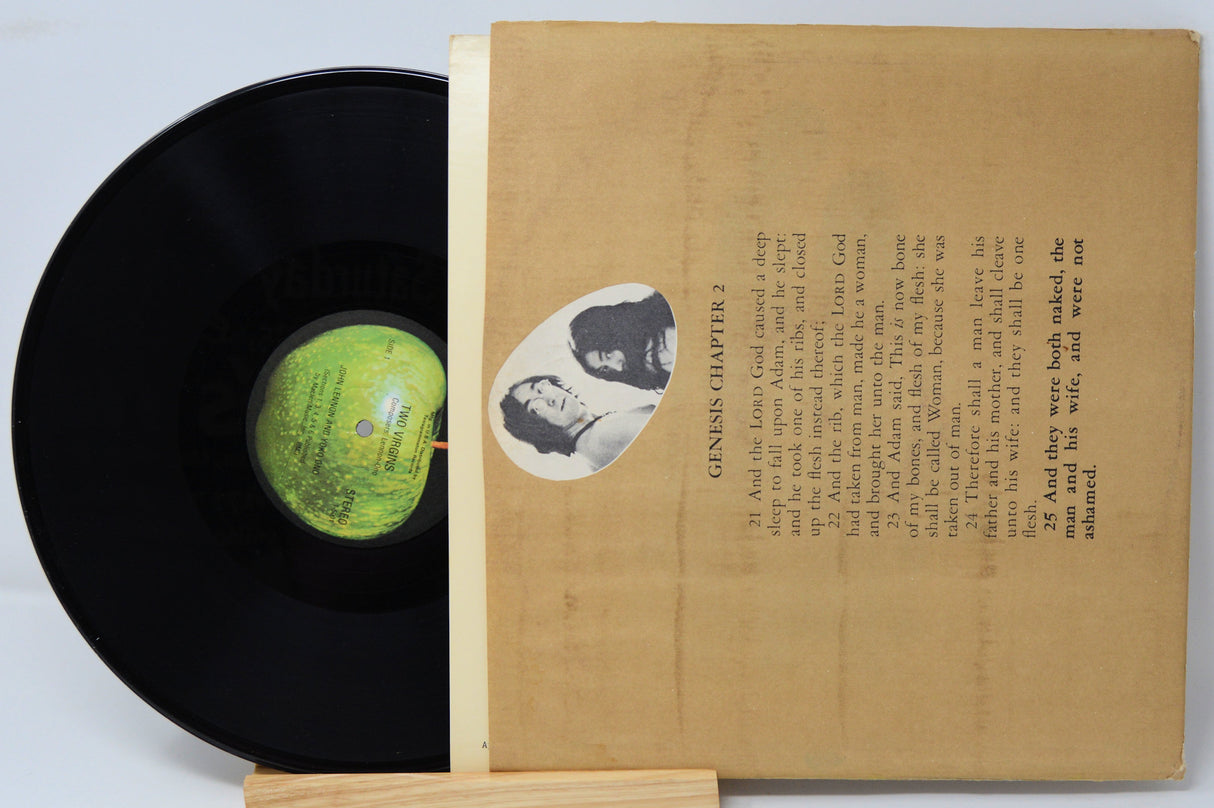 GENESIS CHAPTER 2
21 And the LORD God caused a deep
sleep to fall upon Adam, and he slept:
and he took one of his ribs, and closed
up the flesh instead thereof;
22 And the rib, which the LORD God
had taken from man, made he a woman,
and brought her unto the man.
23 And Adam said, This is now bone
of my bones, and flesh of my flesh: she
shall be called Woman, because she was
taken out of man.
24 Therefore shall a man leave his
father and his mother, and shall cleave
unto his wife: and they shall be one
flesh.
25 And they were both naked, the
man and his wife, and were not
ashamed.
SIDE 1
JOHN LENNON AND YOKO ONO
TWO VIRGINS
STEREO
A